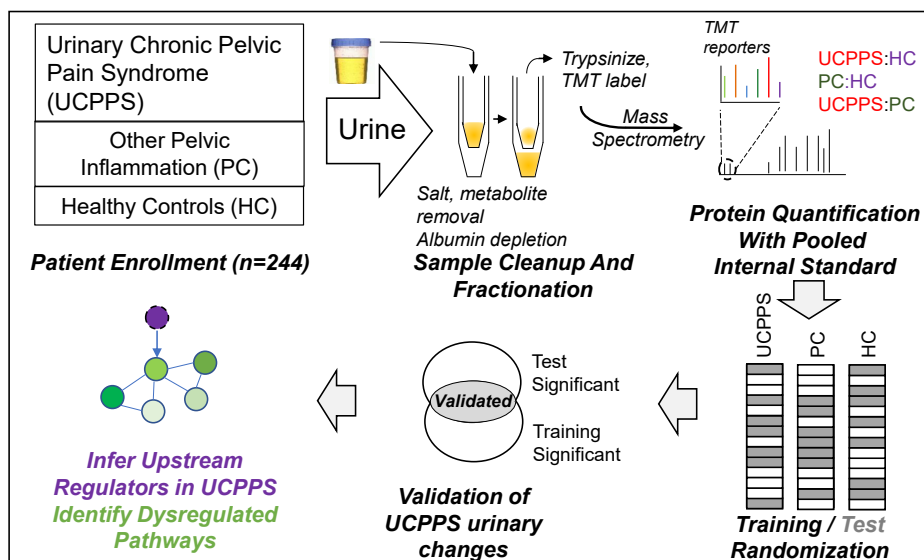 Urinary Chronic Pelvic
Pain Syndrome
(UCPPS)
Other Pelvic
Inflammation (PC)
Healthy Controls (HC)
Patient Enrollment (n=244)
Urine
Salt, metabolite
removal
Albumin depletion
Sample Cleanup And
Fractionation
Trypsinize,
TMT label
Mass
Spectrometry
TMT
reporters
UCPPS:HC
PC:HC
UCPPS:PC
Protein Quantification
With Pooled
Internal Standard
UCPPS
PC
HC
Training / Test
Randomization
Test
Significant
Validated
Training
Significant
Validation of
UCPPS urinary
changes
Infer Upstream
Regulators in UCPPS
Identify Dysregulated
Pathways